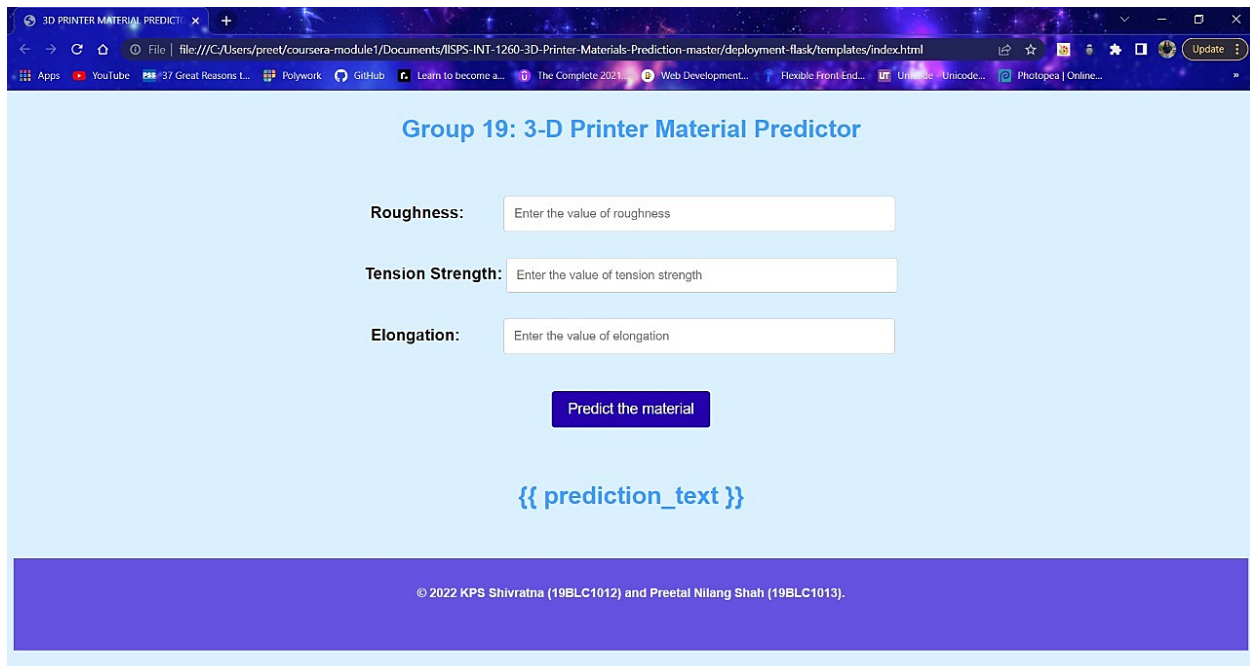 3D PRINTER MATERIAL PREDICTO
File | file:///C:/Users/preet/coursera-module1/Documents/IISPS-INT-1260-3D-Printer-Materials-Prediction-master/deployment-flask/templates/index.html
Update
Apps YouTube 37 Great Reasons t... Polywork GitHub Learn to become a... The Complete 2021... Web Development... Flexible Front End... Unicode... Photopea | Online...
Group 19: 3-D Printer Material Predictor
Roughness: Enter the value of roughness
Tension Strength: Enter the value of tension strength
Elongation: Enter the value of elongation
Predict the material
{{ prediction_text }}
© 2022 KPS Shivratna (19BLC1012) and Preetal Nilang Shah (19BLC1013).